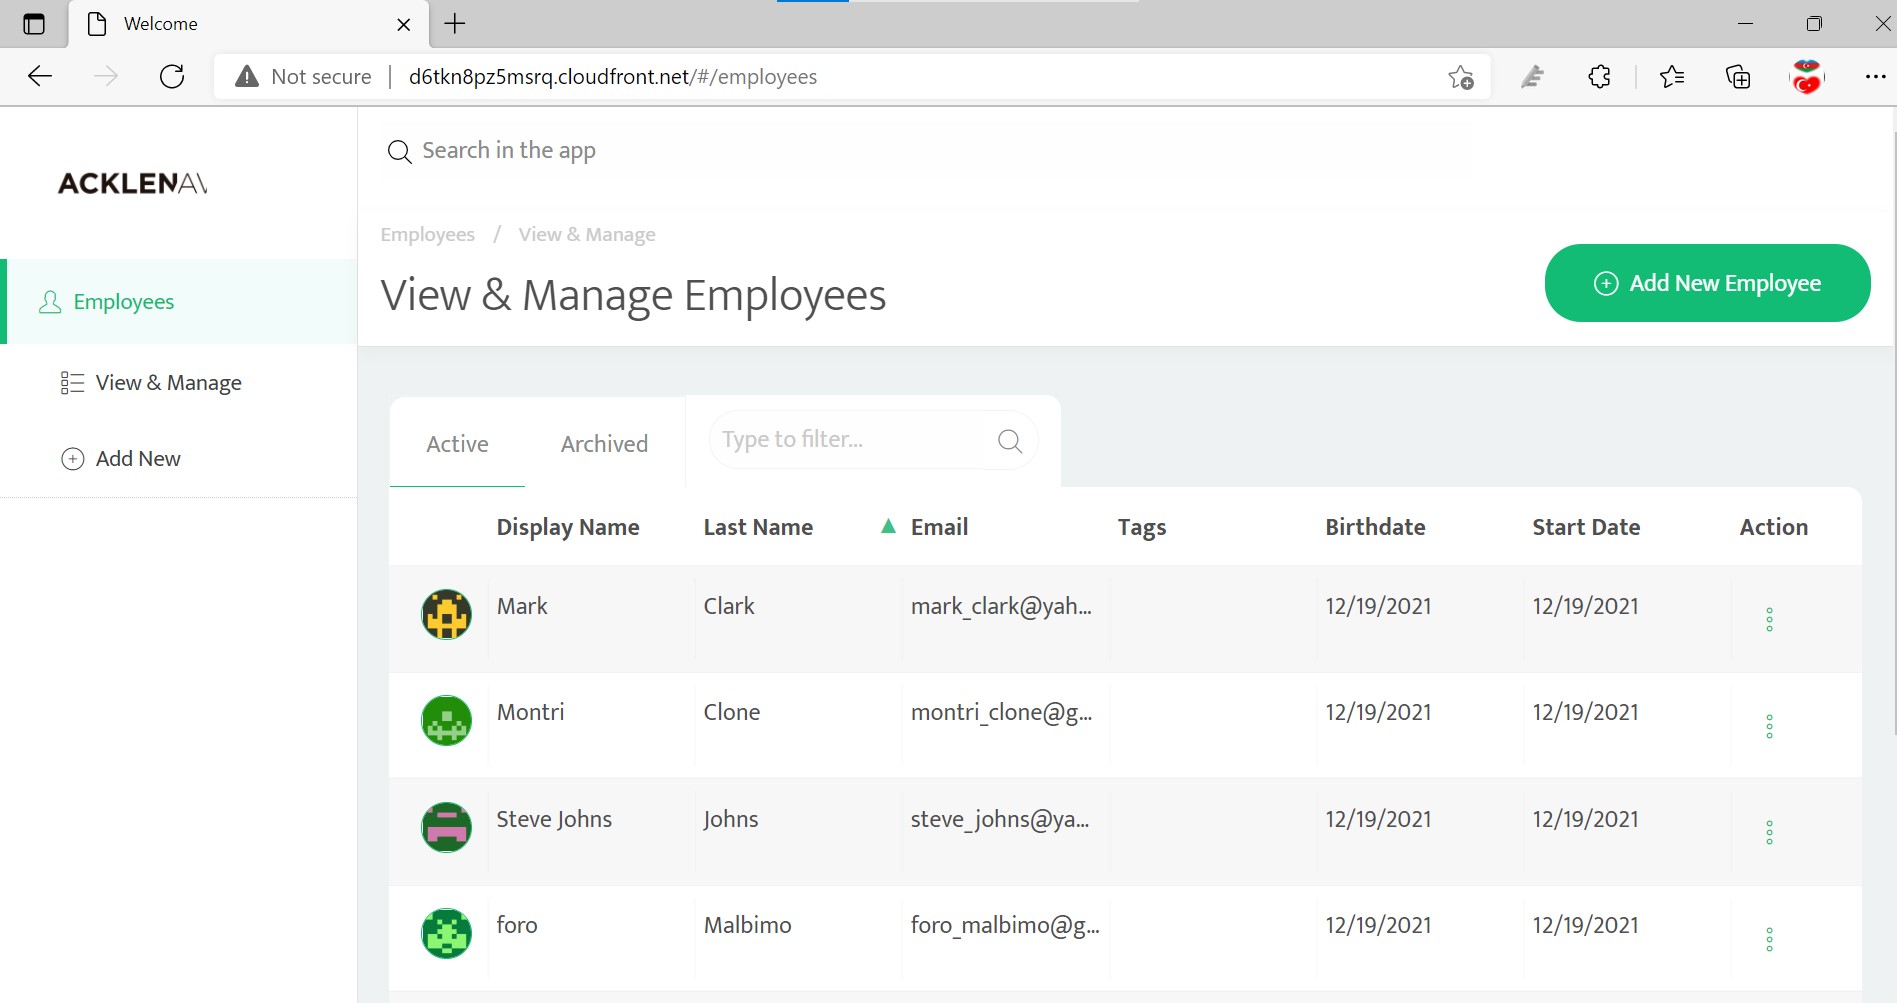 Welcome
Not secure | d6tkn8pz5msrq.cloudfront.net/#/employees
ACKLENAV
Search in the app
Employees / View & Manage
View & Manage Employees
Add New Employee
Employees
View & Manage
Add New
Active Archived Type to filter...
Display Name Last Name Email Tags Birthdate Start Date Action
Mark Clark mark_clark@yah... 12/19/2021 12/19/2021
Montri Clone montri_clone@g... 12/19/2021 12/19/2021
Steve Johns Johns steve_johns@ya... 12/19/2021 12/19/2021
foro Malbimo foro_malbimo@g... 12/19/2021 12/19/2021